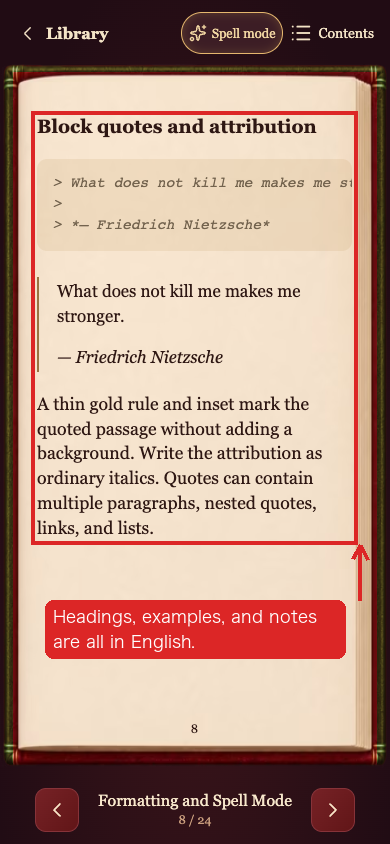 Library
Spell mode
Contents
Block quotes and attribution
> What does not kill me makes me st
>
> *— Friedrich Nietzsche*
What does not kill me makes me
stronger.
— Friedrich Nietzsche
A thin gold rule and inset mark the
quoted passage without adding a
background. Write the attribution as
ordinary italics. Quotes can contain
multiple paragraphs, nested quotes,
links, and lists.
Headings, examples, and notes
are all in English.
8
Formatting and Spell Mode
8 / 24